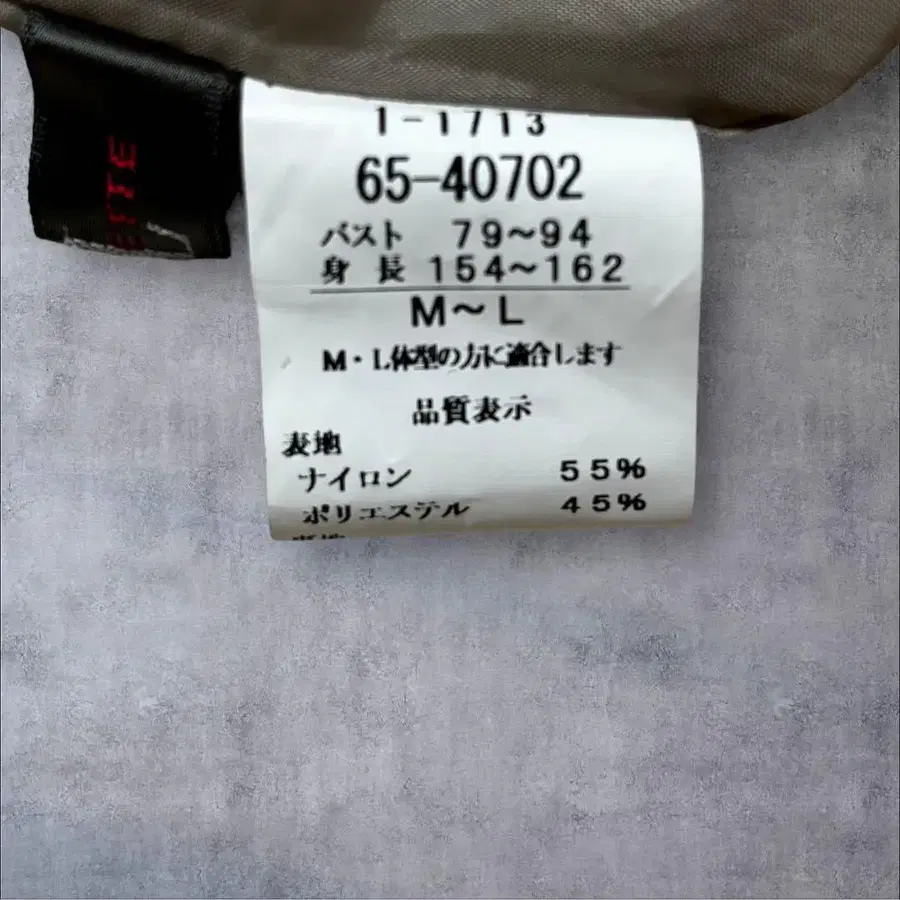 1-1713
65-40702
バスト 79～94
身長 154～162
M～L
M・L体型の方に適合します
品質表示
表地
ナイロン 55%
ポリエステル 45%